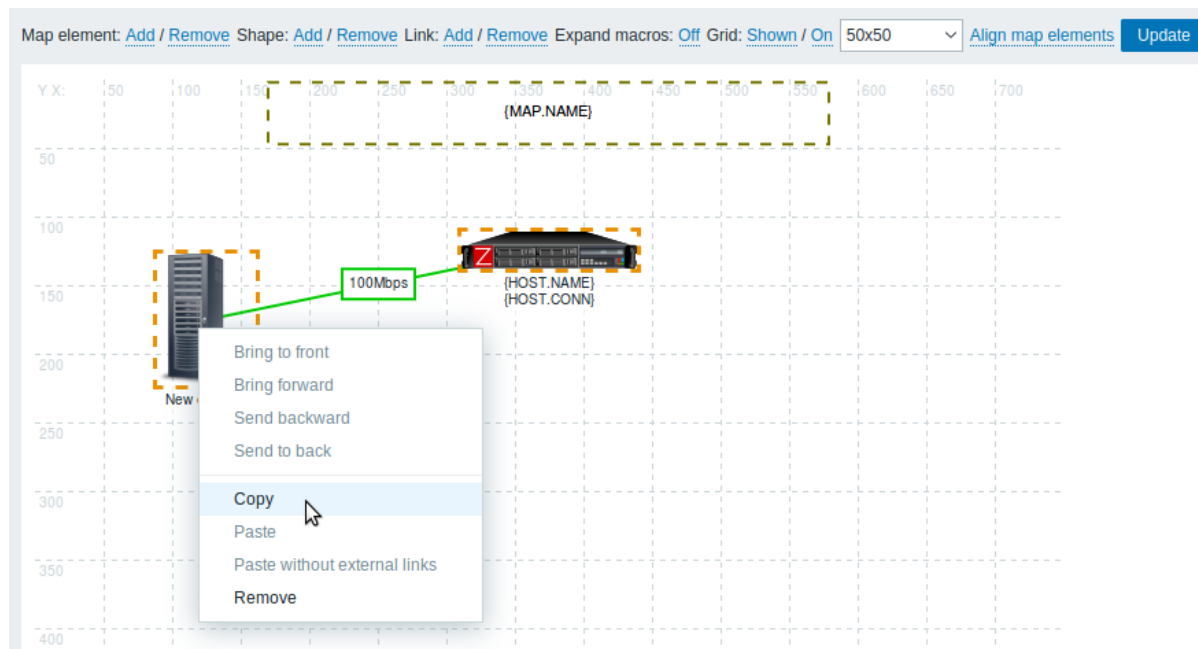 Map element: Add / Remove Shape: Add / Remove Link: Add / Remove Expand macros: Off Grid: Shown / On 50x50 Align map elements Update
Y X: 50 100 150 200 250 300 350 400 450 500 550 600 650 700
{MAP.NAME}
50
100
Z
100Mbps
{HOST.NAME}
150
{HOST.CONN}
Bring to front
200
Bring forward
New
Send backward
250
Send to back
Copy
300
Paste
Paste without external links
350
Remove
400